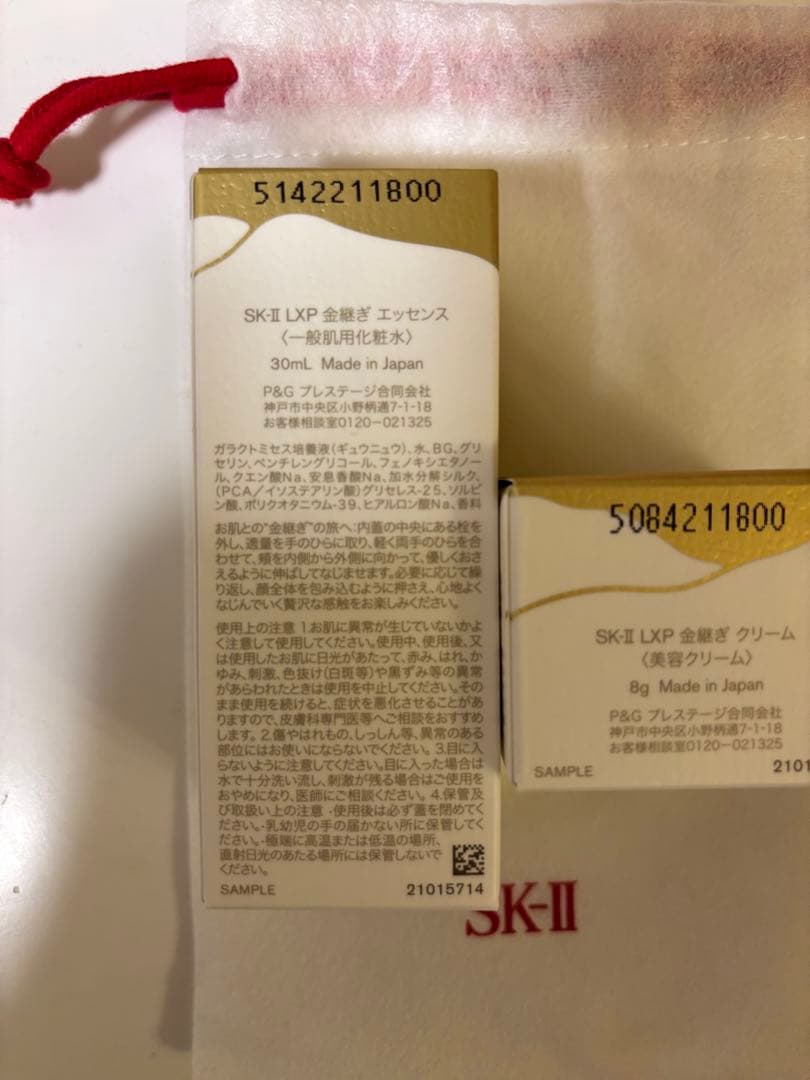 5142211800
SK-II LXP 金継ぎ エッセンス
〈一般肌用化粧水〉
30mL Made in Japan
P&G プレステージ合同会社
神戸市中央区小野柄通7-1-18
お客様相談室0120-021325
ガラクトミセス培養液(ギュウニュウ)、水、BG、グリ
セリン、ペンチレングリコール、フェノキシエタノー
ル、クエン酸Na、安息香酸Na、加水分解シルク、
(PCA/イソステアリン酸)グリセレス-25、ソルビ
ン酸、ポリクオタニウム-39、ヒアルロン酸Na、香料
お肌との"金継ぎ"の旅へ:内蓋の中央にある栓を
外し、適量を手のひらに取り、軽く両手のひらを合
わせて、頬を内側から外側に向かって、優しくおさ
えるように伸ばしてなじませます。必要に応じて繰
り返し、顔全体を包み込むように押さえ、心地よく
なじんでいく贅沢な感触をお楽しみください。
使用上の注意 1.お肌に異常が生じていないかよ
く注意して使用してください。使用中、使用後、又
は使用したお肌に日光があたって、赤み、はれ、か
ゆみ、刺激、色抜け(白斑等)や黒ずみ等の異常
があらわれたときは使用を中止してください。その
まま使用を続けると、症状を悪化させることがあ
りますので、皮膚科専門医等へご相談をおすすめ
します。 2.傷やはれもの、しっしん等、異常のある
部位にはお使いにならないでください。 3.目に入
らないように注意してください。目に入った場合は
水で十分洗い流し、刺激が残る場合はご使用を
おやめになり、医師にご相談ください。 4.保管及
び取扱い上の注意 ・使用後は必ず蓋を閉めてく
ださい。・乳幼児の手の届かない所に保管してく
ださい。・極端に高温または低温の場所、
直射日光のあたる場所には保管しないで
ください。
SAMPLE 21015714
5084211800
SK-II LXP 金継ぎ クリーム
〈美容クリーム〉
8g Made in Japan
P&G プレステージ合同会社
神戸市中央区小野柄通7-1-18
お客様相談室0120-021325
SAMPLE 2101
SK-II